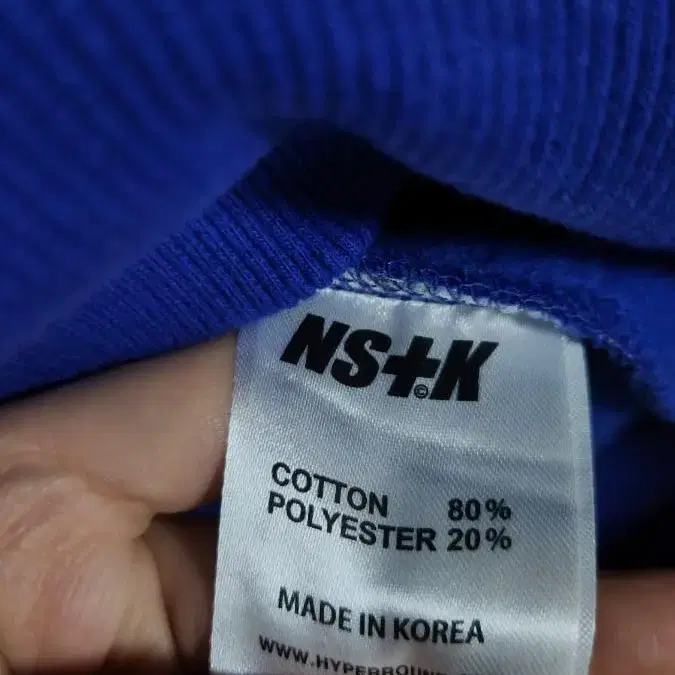 NS+K
©
COTTON 80%
POLYESTER 20%
MADE IN KOREA